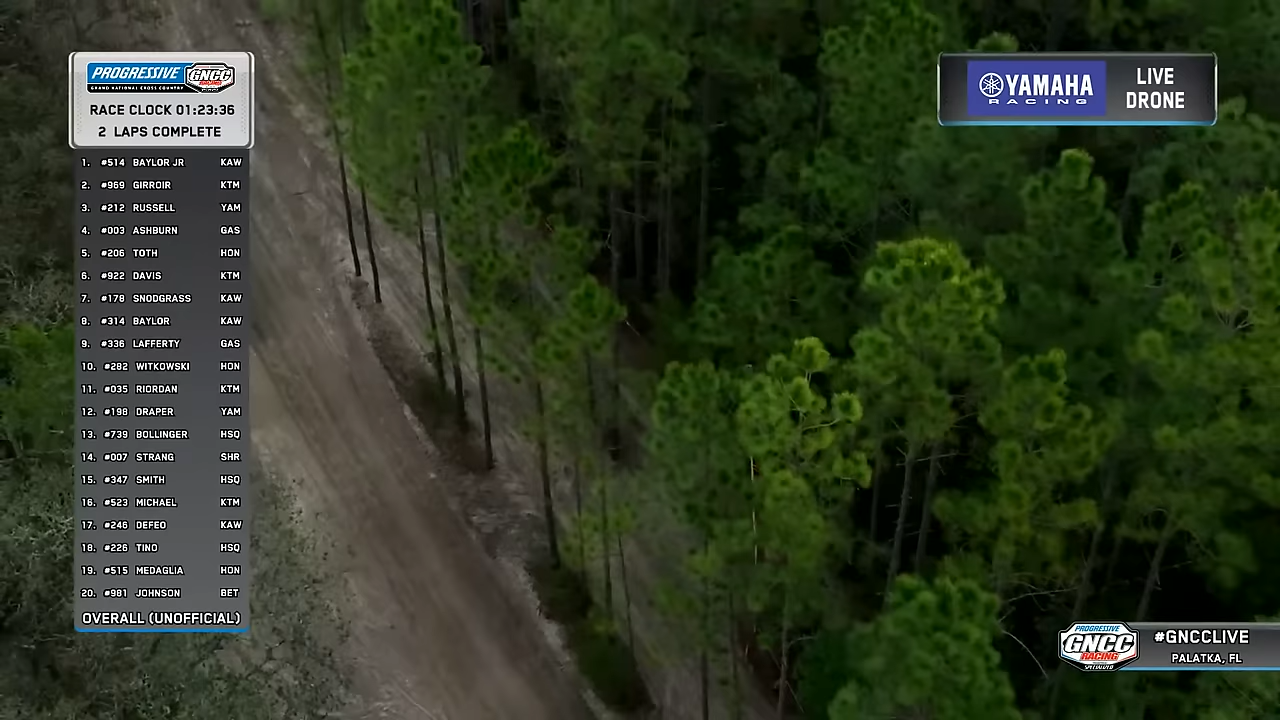 PROGRESSIVE GNCC RACING
GRAND NATIONAL CROSS COUNTRY
RACE CLOCK 01:23:36
2 LAPS COMPLETE
1. #514 BAYLOR JR KAW
2. #969 GIRROIR KTM
3. #212 RUSSELL YAM
4. #003 ASHBURN GAS
5. #206 TOTH HON
6. #922 DAVIS KTM
7. #178 SNODGRASS KAW
8. #314 BAYLOR KAW
9. #336 LAFFERTY GAS
10. #282 WITKOWSKI HON
11. #035 RIORDAN KTM
12. #198 DRAPER YAM
13. #739 BOLLINGER HSQ
14. #007 STRANG SHR
15. #347 SMITH HSQ
16. #523 MICHAEL KTM
17. #246 DEFEO KAW
18. #226 TINO HSQ
19. #515 MEDAGLIA HON
20. #981 JOHNSON BET
OVERALL (UNOFFICIAL)
YAMAHA RACING
LIVE DRONE
PROGRESSIVE
GNCC
RACING
SPECIALIZED
#GNCCLIVE
PALATKA, FL